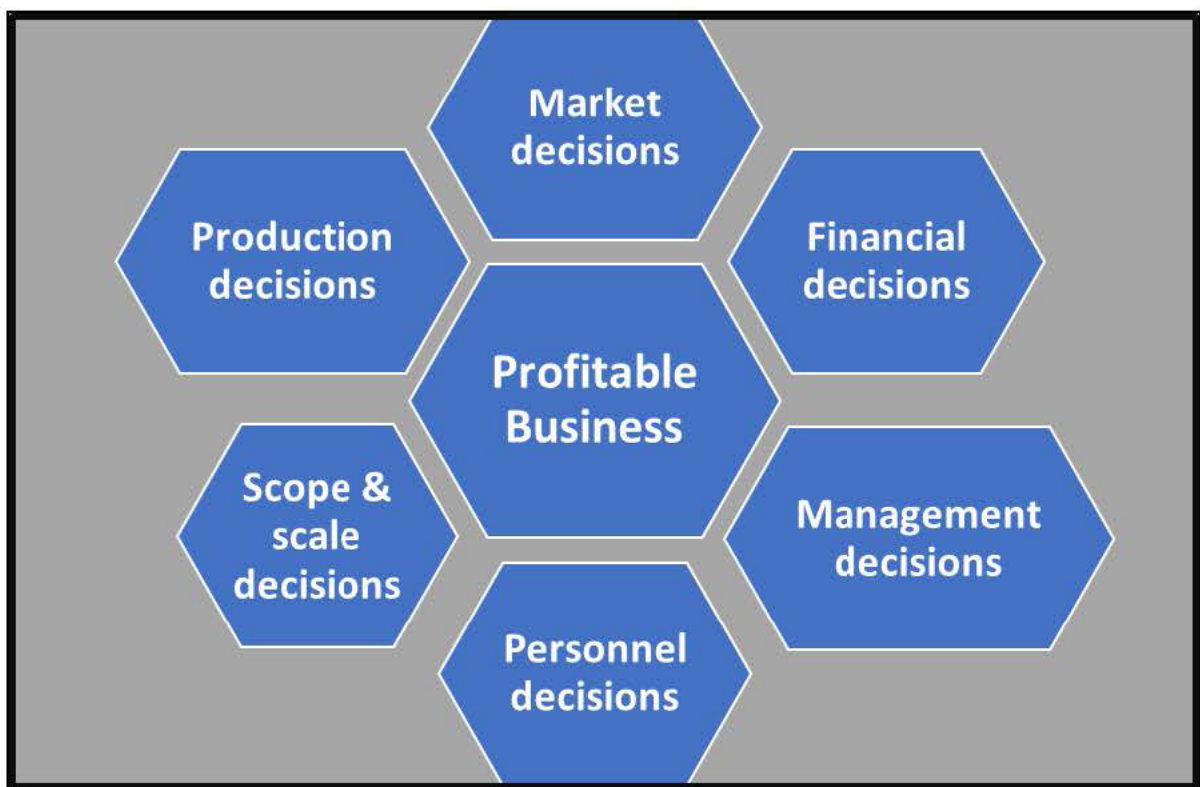 Market
decisions
Production
decisions
Financial
decisions
Profitable
Business
Scope &
scale
decisions
Management
decisions
Personnel
decisions